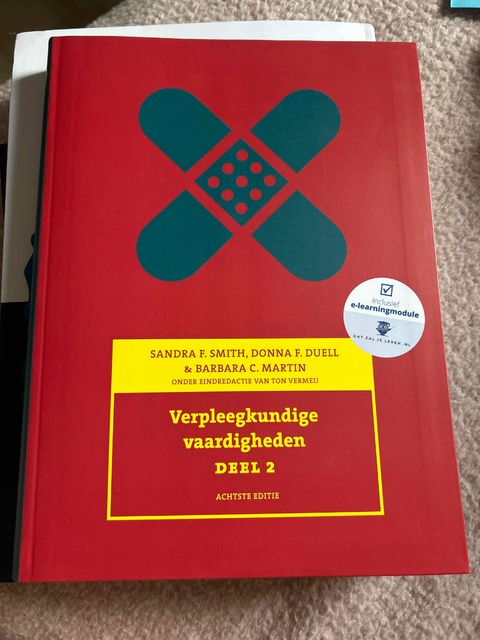 Inclusief
e-learningmodule
DAT ZAL JE LEREN .NL
SANDRA F. SMITH, DONNA F. DUELL
& BARBARA C. MARTIN
ONDER EINDREDACTIE VAN TON VERMEIJ
Verpleegkundige
vaardigheden
DEEL 2
ACHTSTE EDITIE